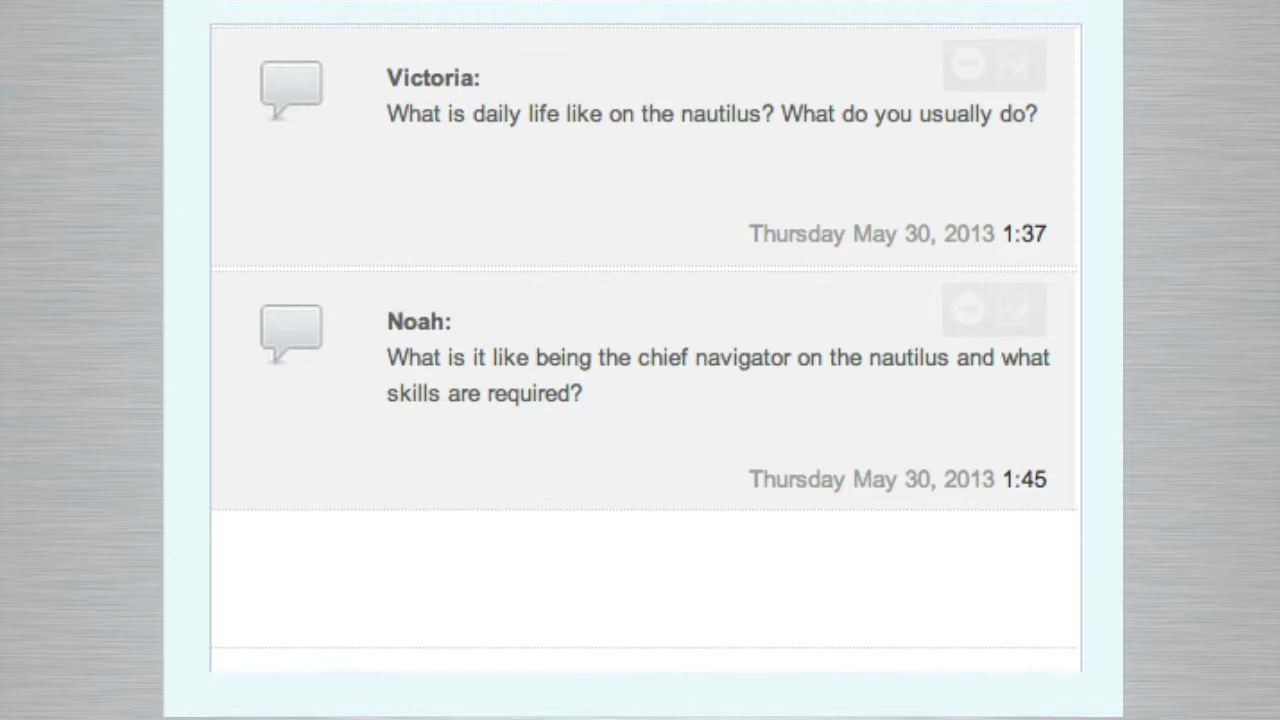 Victoria:
What is daily life like on the nautilus? What do you usually do?
Thursday May 30, 2013 1:37
Noah:
What is it like being the chief navigator on the nautilus and what
skills are required?
Thursday May 30, 2013 1:45